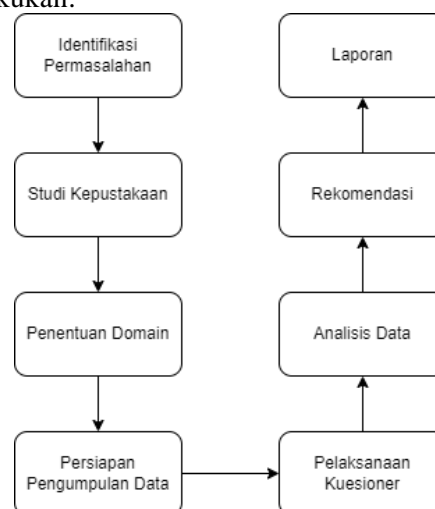 Identifikasi
Permasalahan
Studi Kepustakaan
Penentuan Domain
Persiapan
Pengumpulan Data
Pelaksanaan
Kuesioner
Analisis Data
Rekomendasi
Laporan